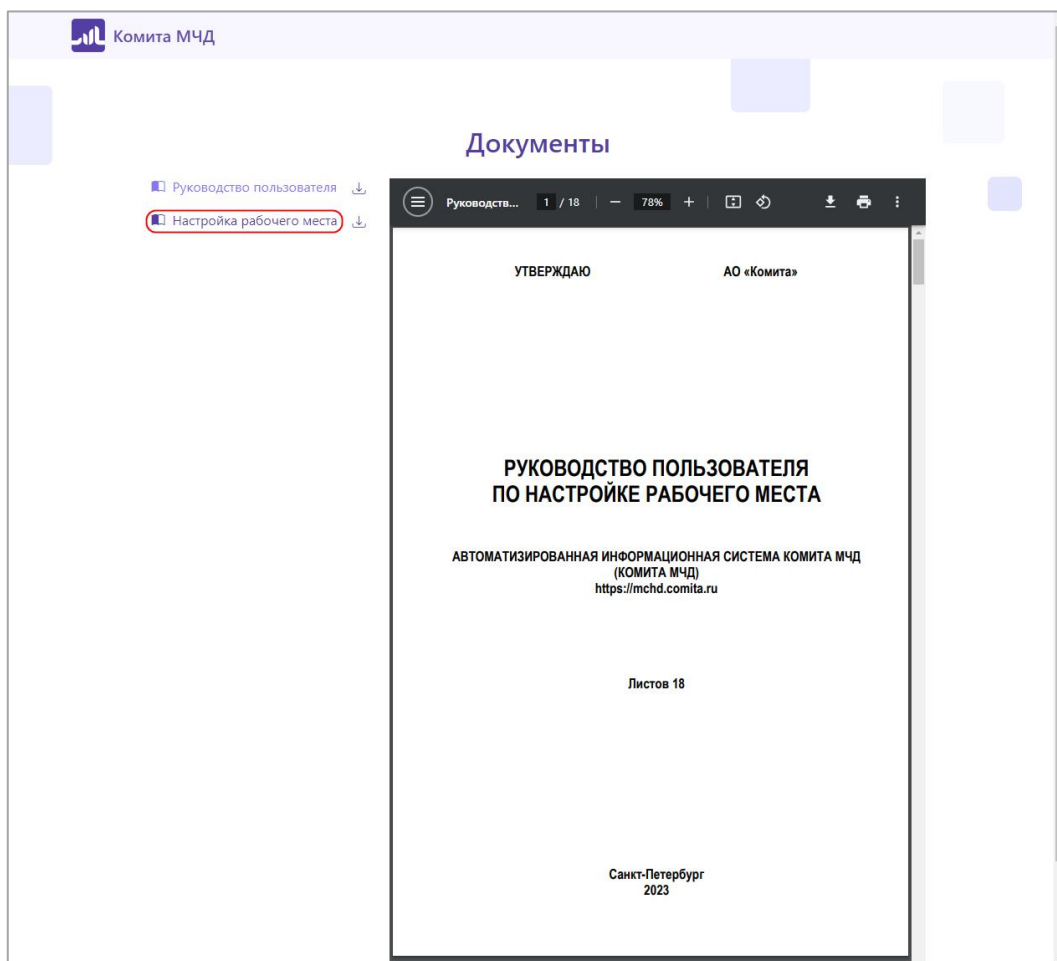 Комита МЧД
Документы
Руководство пользователя
Настройка рабочего места
Руководств... 1 / 18 | − 78% + |
УТВЕРЖДАЮ АО «Комита»
РУКОВОДСТВО ПОЛЬЗОВАТЕЛЯ
ПО НАСТРОЙКЕ РАБОЧЕГО МЕСТА
АВТОМАТИЗИРОВАННАЯ ИНФОРМАЦИОННАЯ СИСТЕМА КОМИТА МЧД
(КОМИТА МЧД)
https://mchd.comita.ru
Листов 18
Санкт-Петербург
2023